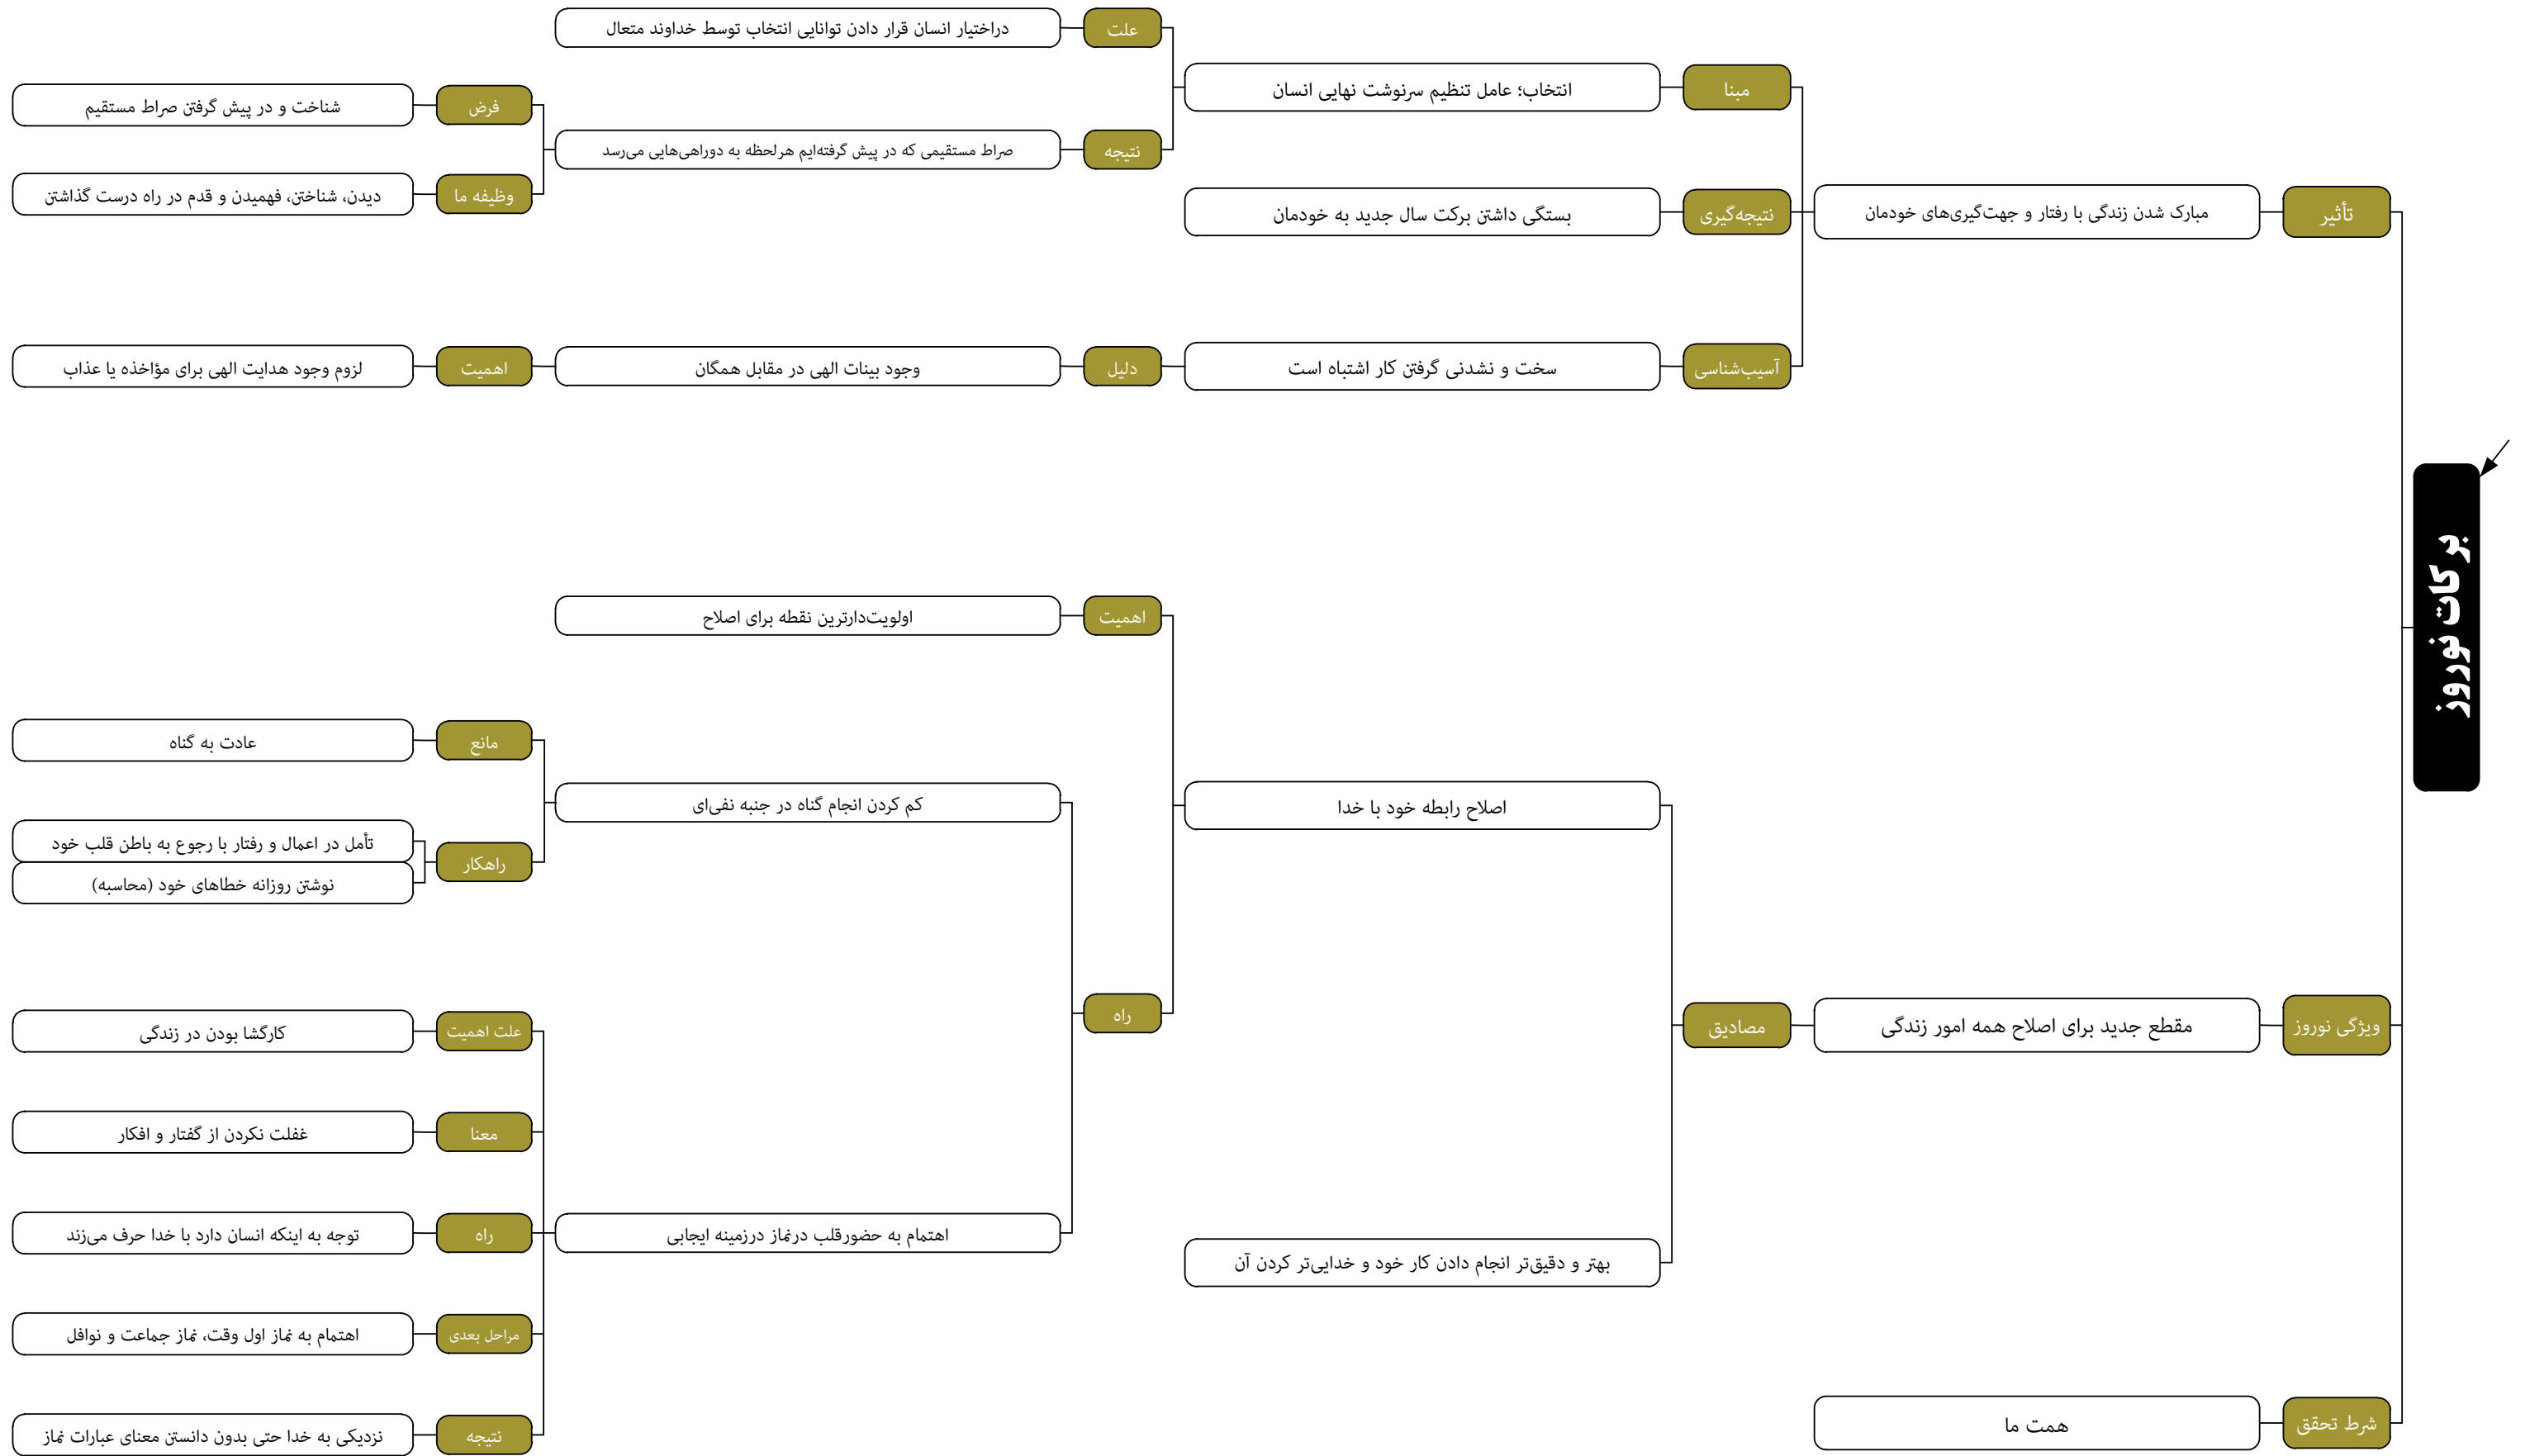 برکات نوروز
تأثیر
مبارک شدن زندگی با رفتار و جهت‌گیری‌های خودمان
مبنا
انتخاب؛ عامل تنظیم سرنوشت نهایی انسان
علت
دراختیار انسان قرار دادن توانایی انتخاب توسط خداوند متعال
نتیجه
صراط مستقیمی که در پیش گرفته‌ایم هرلحظه به دوراهی‌هایی می‌رسد
فرض
شناخت و در پیش گرفتن صراط مستقیم
وظیفه ما
دیدن، شناختن، فهمیدن و قدم در راه درست گذاشتن
نتیجه‌گیری
بستگی داشتن برکت سال جدید به خودمان
آسیب‌شناسی
سخت و نشدنی گرفتن کار اشتباه است
دلیل
وجود بینات الهی در مقابل همگان
اهمیت
لزوم وجود هدایت الهی برای مؤاخذه یا عذاب
ویژگی نوروز
مقطع جدید برای اصلاح همه امور زندگی
مصادیق
اصلاح رابطه خود با خدا
اهمیت
اولویت‌دارترین نقطه برای اصلاح
راه
کم کردن انجام گناه در جنبه نفی‌ای
مانع
عادت به گناه
راهکار
تأمل در اعمال و رفتار با رجوع به باطن قلب خود
نوشتن روزانه خطاهای خود (محاسبه)
اهتمام به حضورقلب درنماز درزمینه ایجابی
علت اهمیت
کارگشا بودن در زندگی
معنا
غفلت نکردن از گفتار و افکار
راه
توجه به اینکه انسان دارد با خدا حرف می‌زند
مراحل بعدی
اهتمام به نماز اول وقت، نماز جماعت و نوافل
نتیجه
نزدیکی به خدا حتی بدون دانستن معنای عبارات نماز
بهتر و دقیق‌تر انجام دادن کار خود و خدایی‌تر کردن آن
شرط تحقق
همت ما